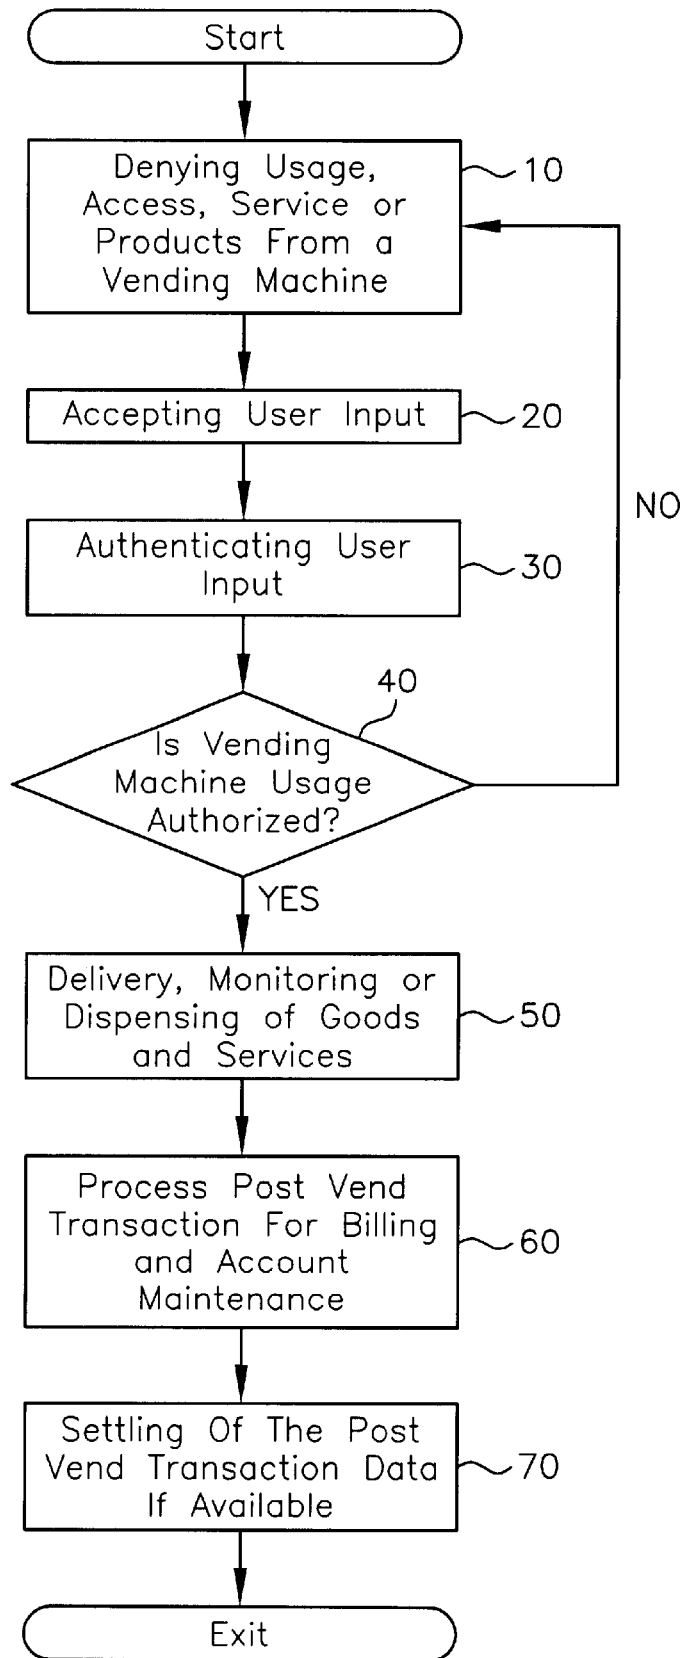 Start
Denying Usage,
Access, Service or
Products From a
Vending Machine
10
Accepting User Input
20
NO
Authenticating User
Input
30
40
Is Vending
Machine Usage
Authorized?
YES
Delivery, Monitoring or
Dispensing of Goods
and Services
50
Process Post Vend
Transaction For Billing
and Account
Maintenance
60
Settling Of The Post
Vend Transaction Data
If Available
70
Exit